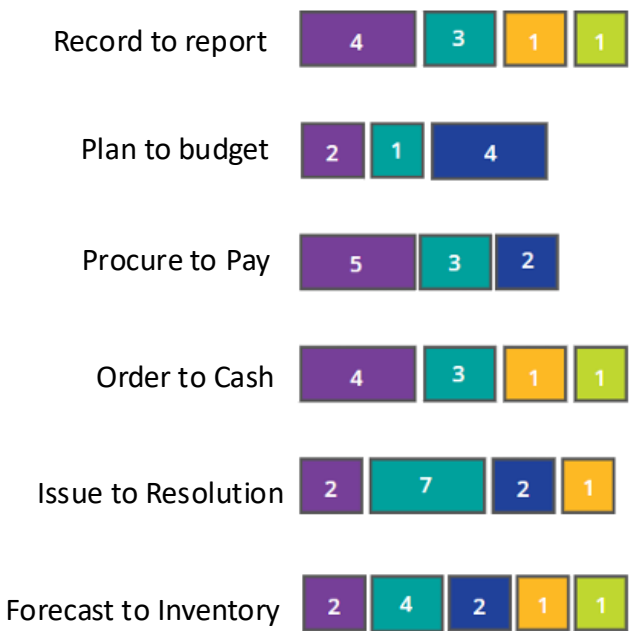 Record to report 4 3 1 1
Plan to budget 2 1 4
Procure to Pay 5 3 2
Order to Cash 4 3 1 1
Issue to Resolution 2 7 2 1
Forecast to Inventory 2 4 2 1 1